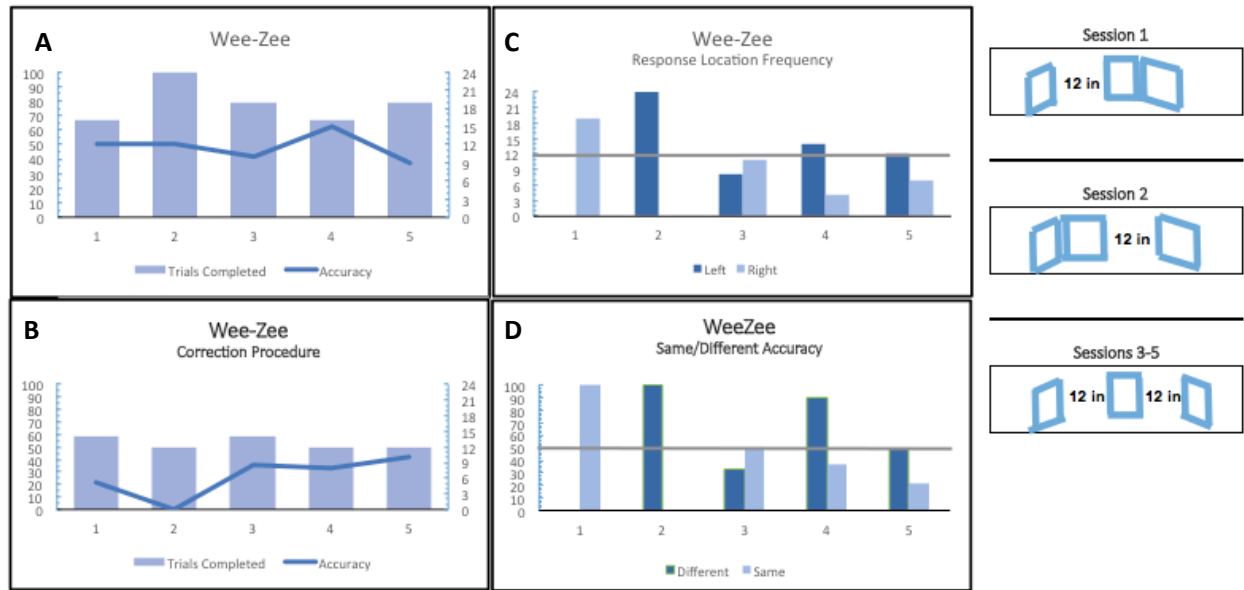 A
Wee-Zee
100
90
80
70
60
50
40
30
20
10
0
24
21
18
15
12
9
6
3
0
1 2 3 4 5
Trials Completed Accuracy
B
Wee-Zee
Correction Procedure
100
90
80
70
60
50
40
30
20
10
0
24
21
18
15
12
9
6
3
0
1 2 3 4 5
Trials Completed Accuracy
C
Wee-Zee
Response Location Frequency
24
21
18
15
12
9
6
3
0
1 2 3 4 5
Left Right
D
WeeZee
Same/Different Accuracy
100
90
80
70
60
50
40
30
20
10
0
1 2 3 4 5
Different Same
Session 1
12 in
Session 2
12 in
Sessions 3-5
12 in 12 in